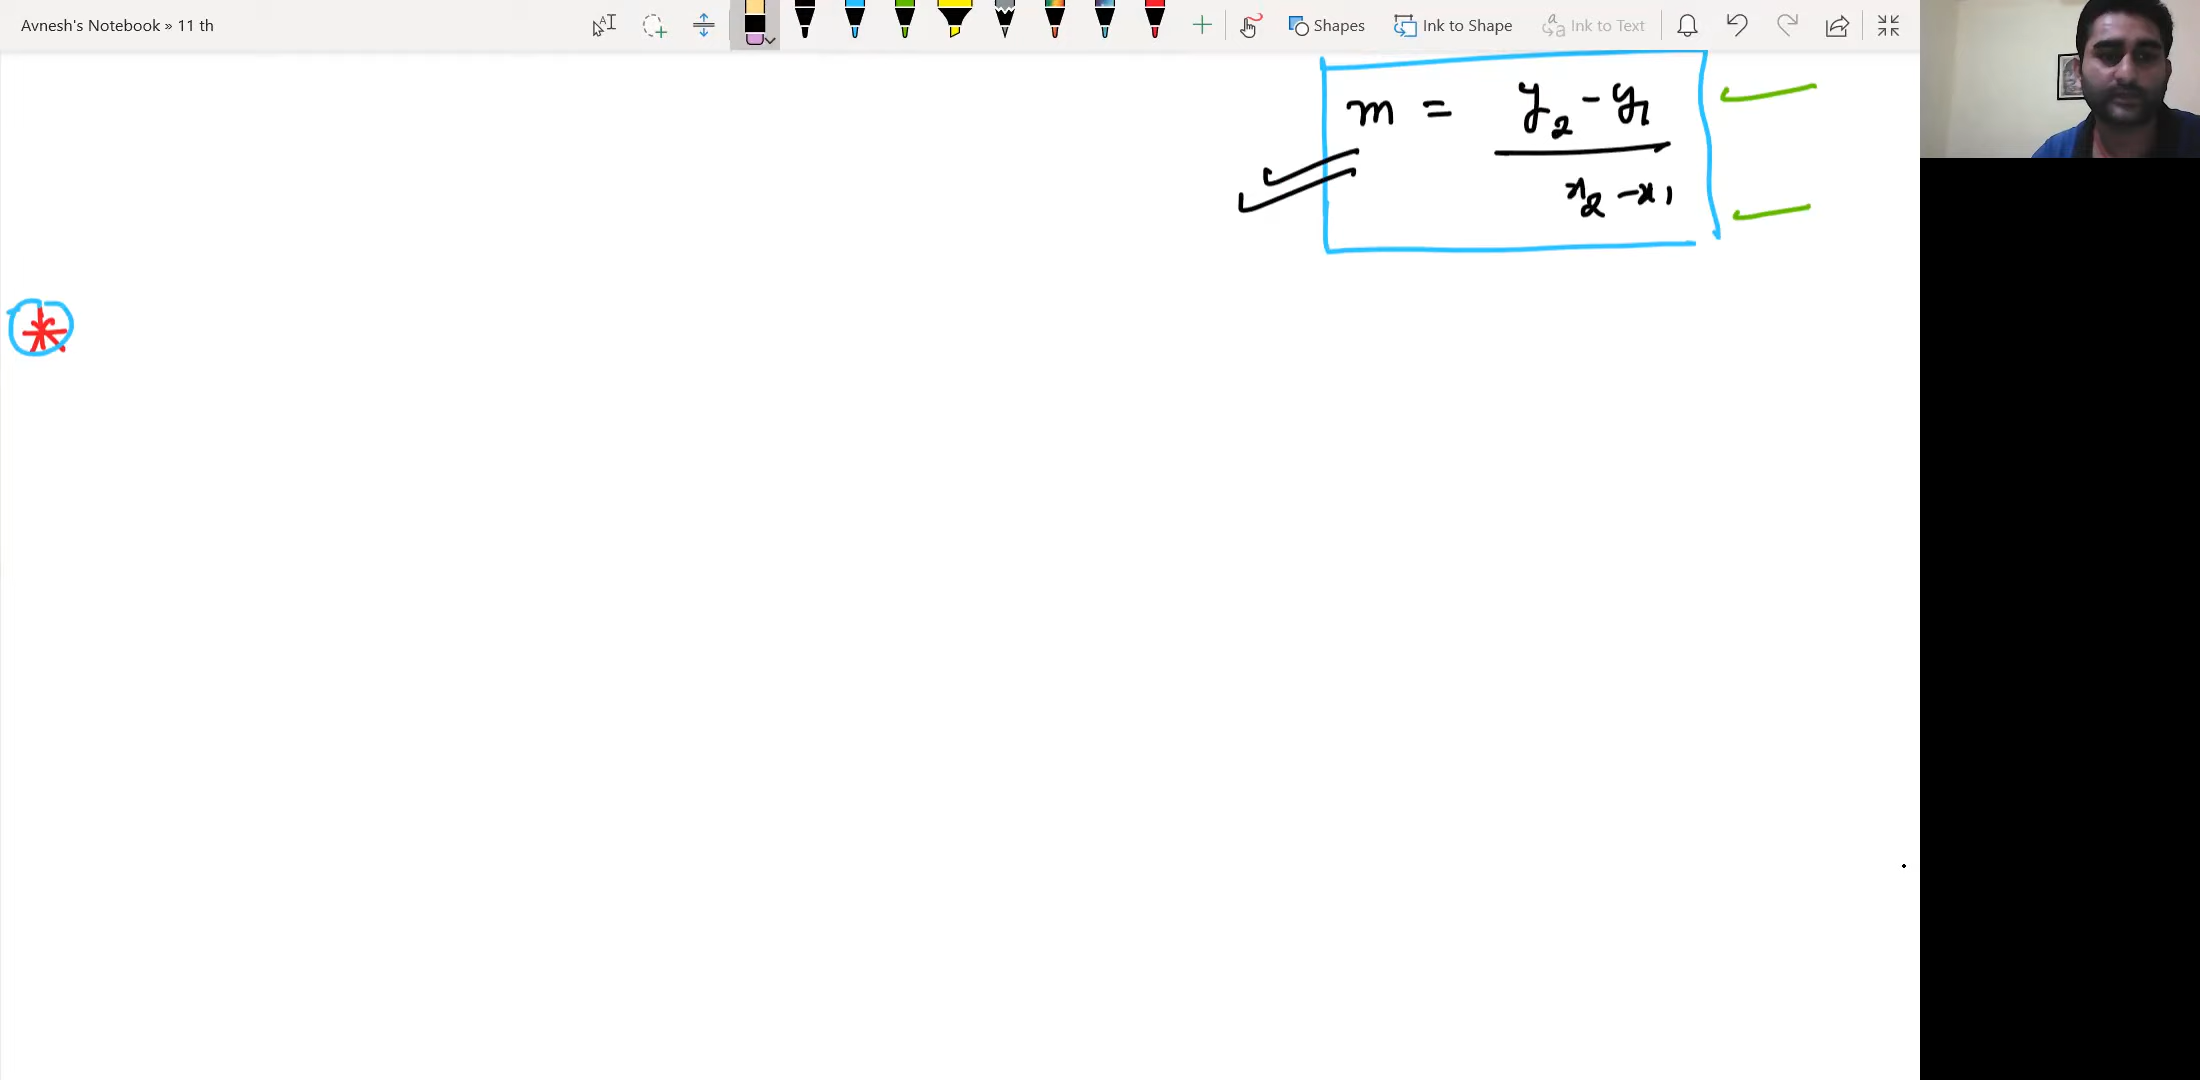 Avnesh's Notebook » 11 th
Shapes
Ink to Shape
Ink to Text
m = y₂ - y₁
x₂ - x₁